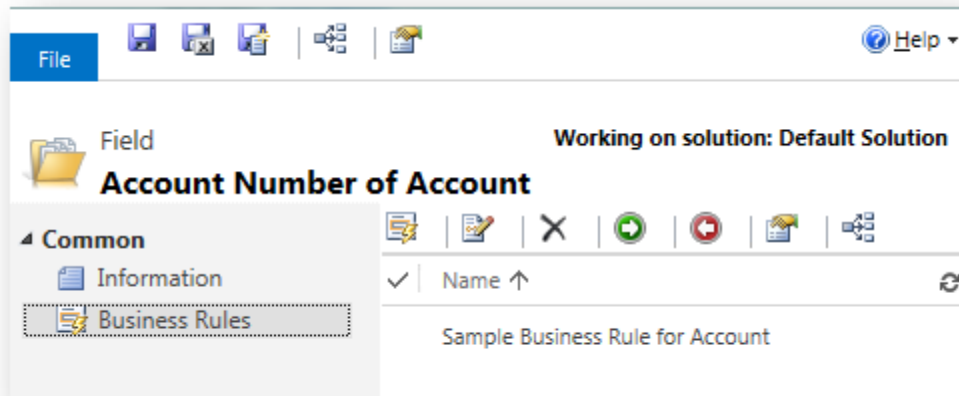 File
Help
Field
Working on solution: Default Solution
Account Number of Account
Common
Information
Business Rules
Name
Sample Business Rule for Account